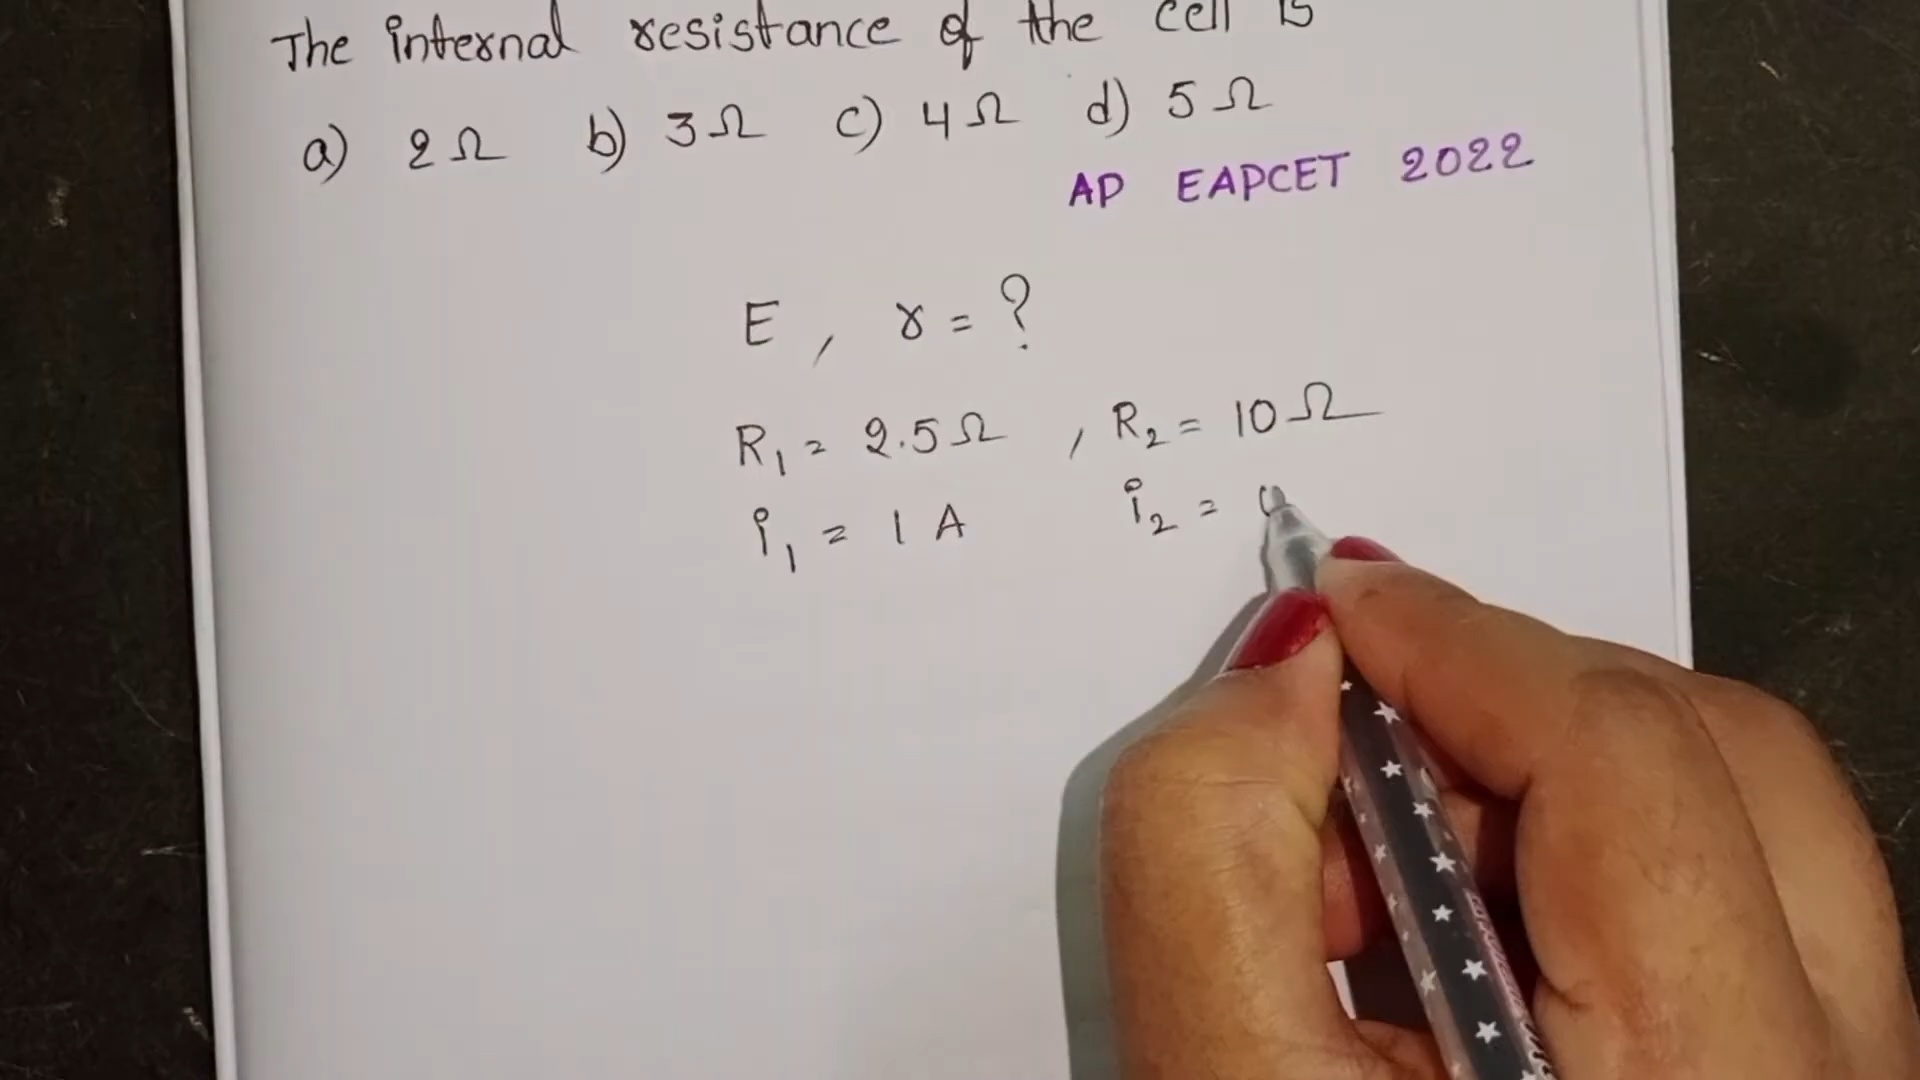 The internal resistance of the cell is
a) 2Ω b) 3Ω c) 4Ω d) 5Ω
AP EAPCET 2022
E, r = ?
R₁ = 2.5Ω , R₂ = 10Ω
i₁ = 1 A i₂ = 0